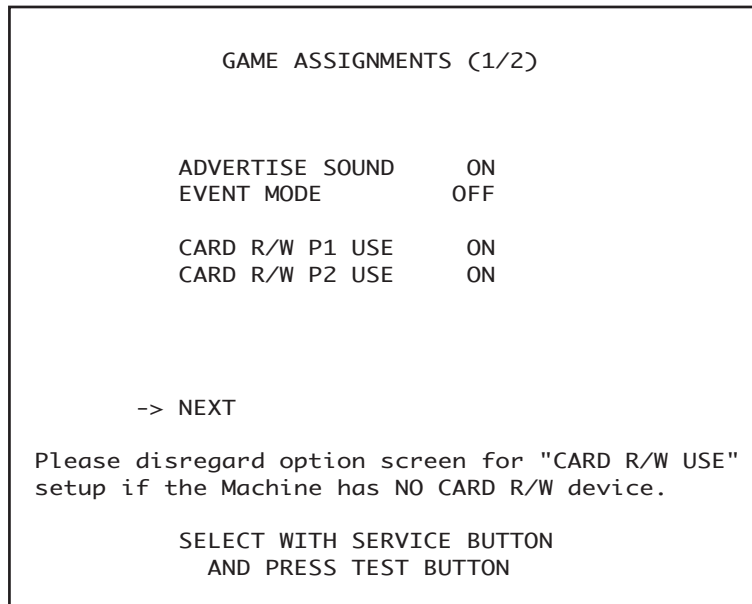 GAME ASSIGNMENTS (1/2)
ADVERTISE SOUND ON
EVENT MODE OFF
CARD R/W P1 USE ON
CARD R/W P2 USE ON
-> NEXT
Please disregard option screen for "CARD R/W USE"
setup if the Machine has NO CARD R/W device.
SELECT WITH SERVICE BUTTON
AND PRESS TEST BUTTON